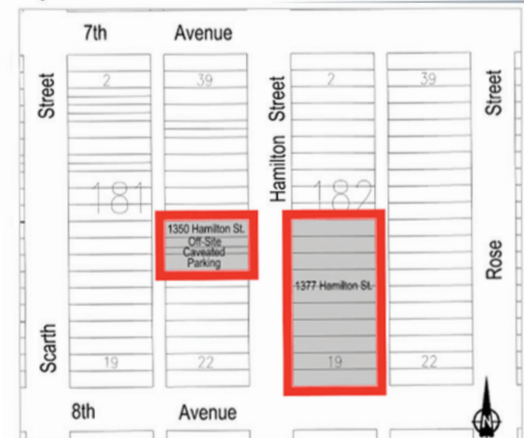 7th Avenue
Street
Hamilton Street
Street
2
39
2
39
181
182
1350 Hamilton St.
Off-Site
Caveated
Parking
1377 Hamilton St.
Scarth
Rose
19
22
19
22
8th Avenue
N